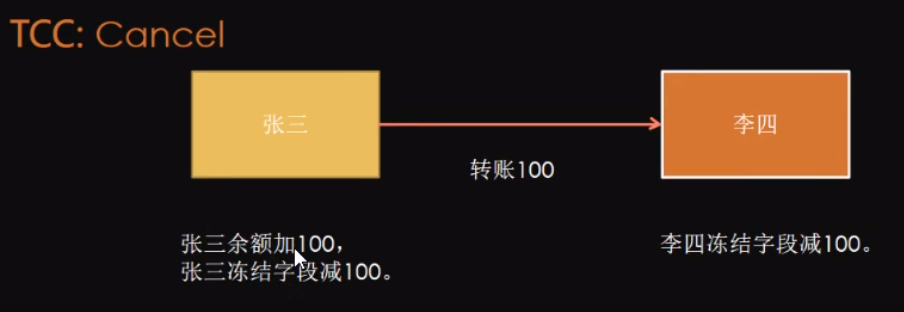 TCC: Cancel
张三
李四
转账100
张三余额加100，
张三冻结字段减100。
李四冻结字段减100。